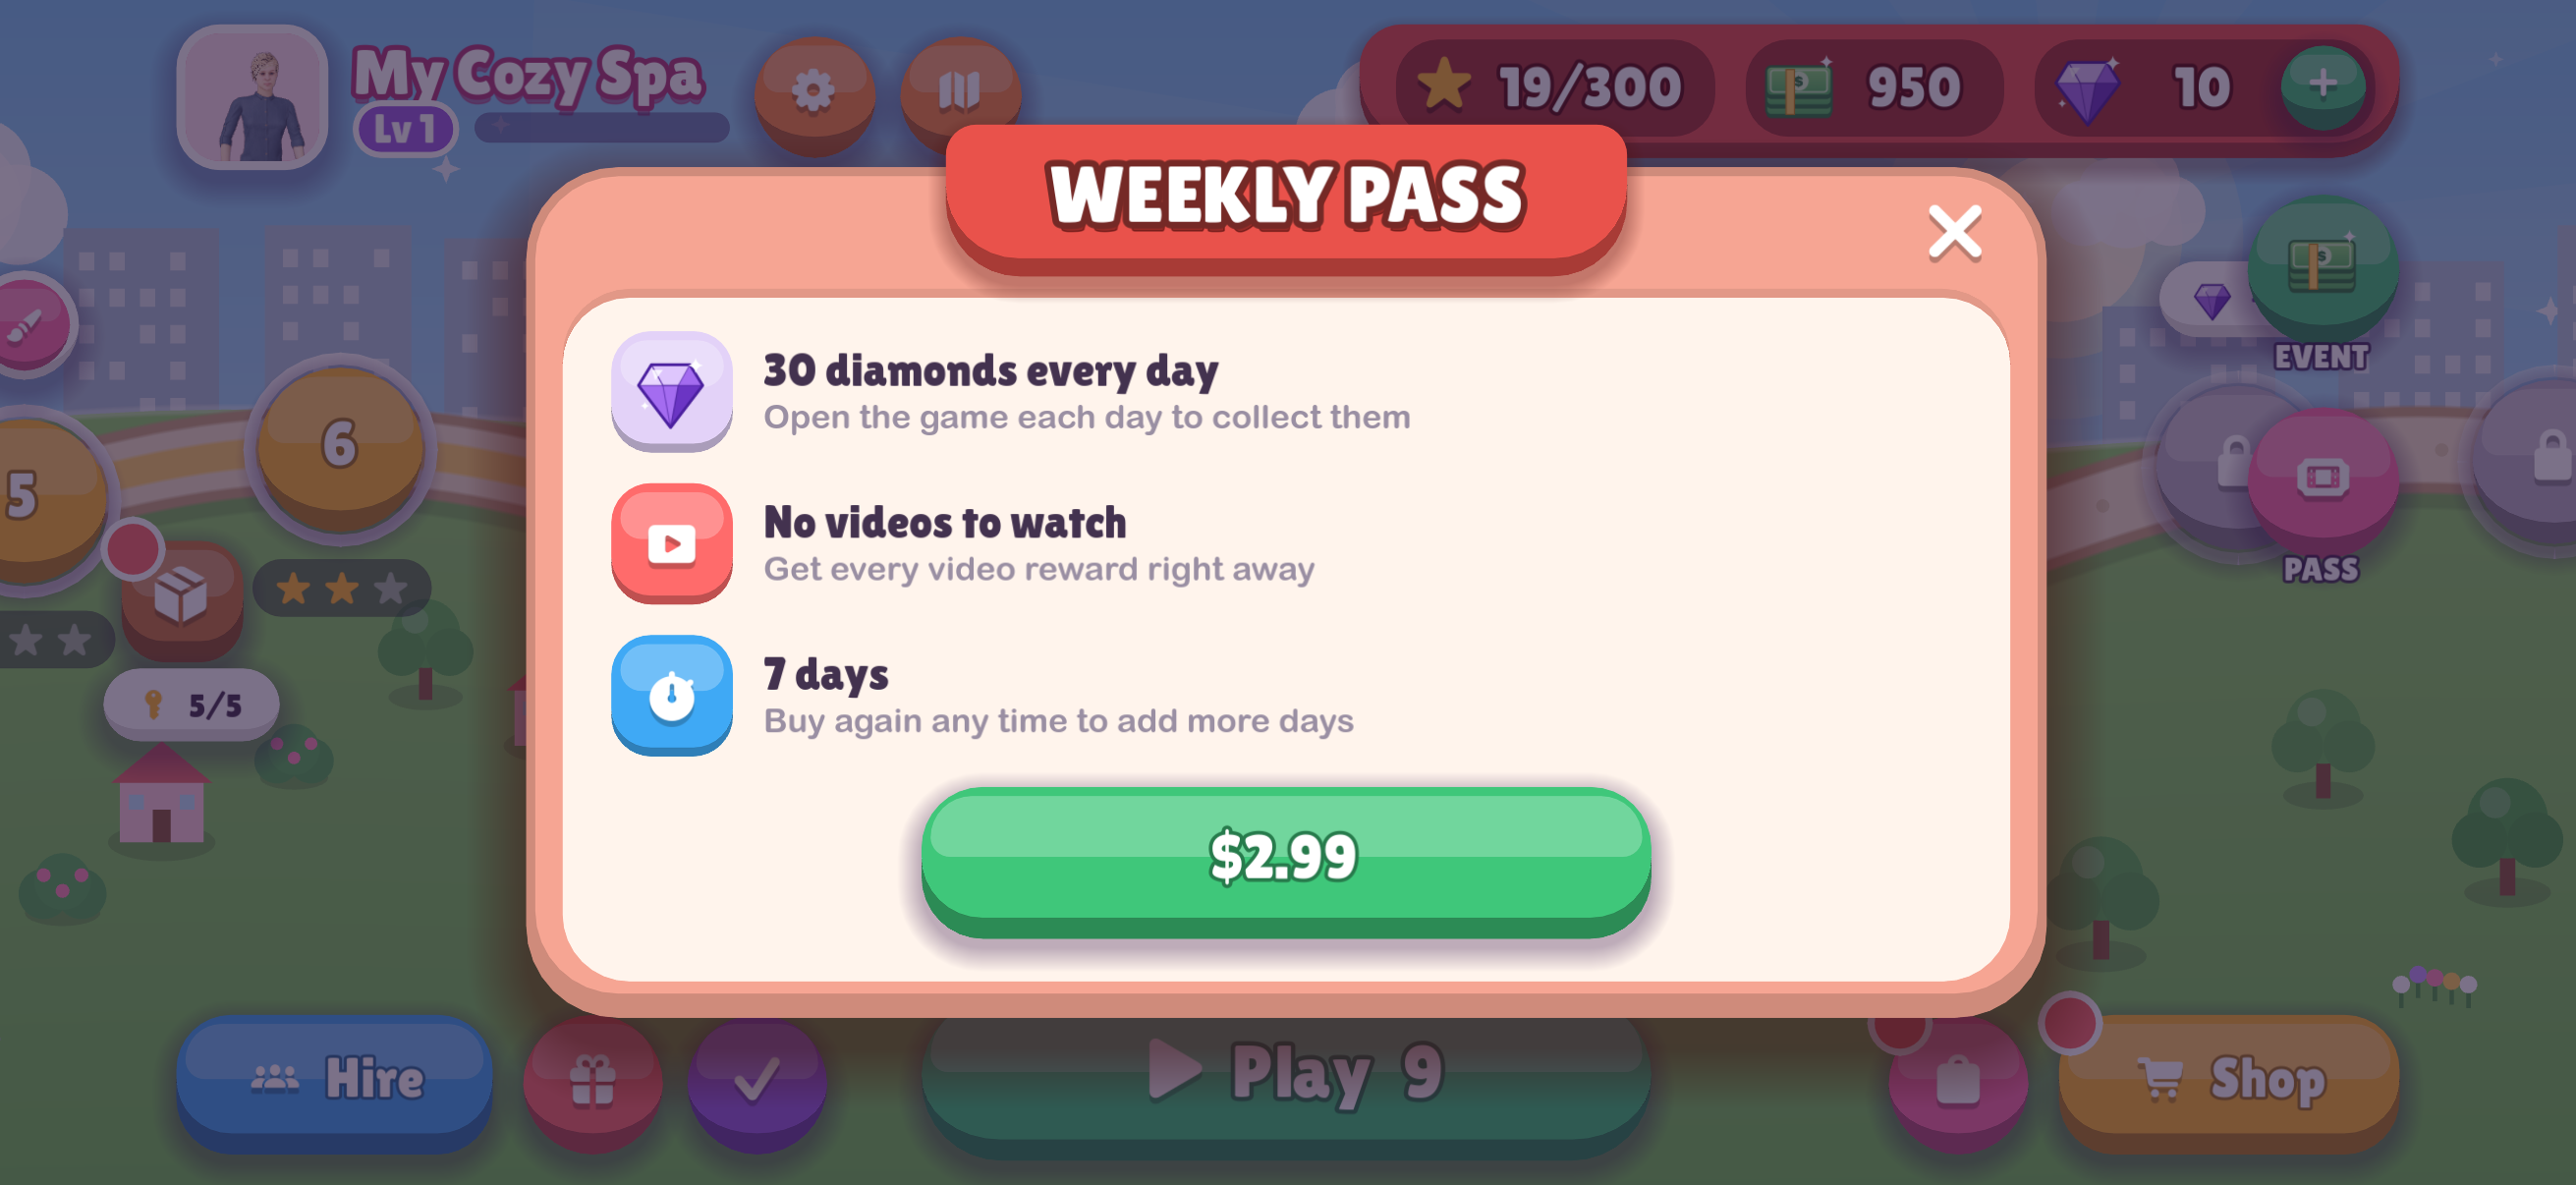 My Cozy Spa
Lv 1
19/300
950
10
WEEKLY PASS
30 diamonds every day
Open the game each day to collect them
No videos to watch
Get every video reward right away
7 days
Buy again any time to add more days
$2.99
EVENT
PASS
5
6
5/5
Hire
Play 9
Shop